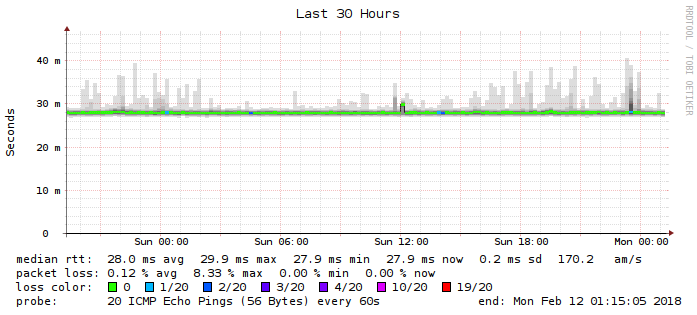 Last 30 Hours
RRDTOOL / TOBI OETIKER
Seconds
40 m
30 m
20 m
10 m
0
Sun 00:00 Sun 06:00 Sun 12:00 Sun 18:00 Mon 00:00
median rtt: 28.0 ms avg 29.9 ms max 27.9 ms min 27.9 ms now 0.2 ms sd 170.2 am/s
packet loss: 0.12 % avg 8.33 % max 0.00 % min 0.00 % now
loss color: 0 1/20 2/20 3/20 4/20 10/20 19/20
probe: 20 ICMP Echo Pings (56 Bytes) every 60s end: Mon Feb 12 01:15:05 2018